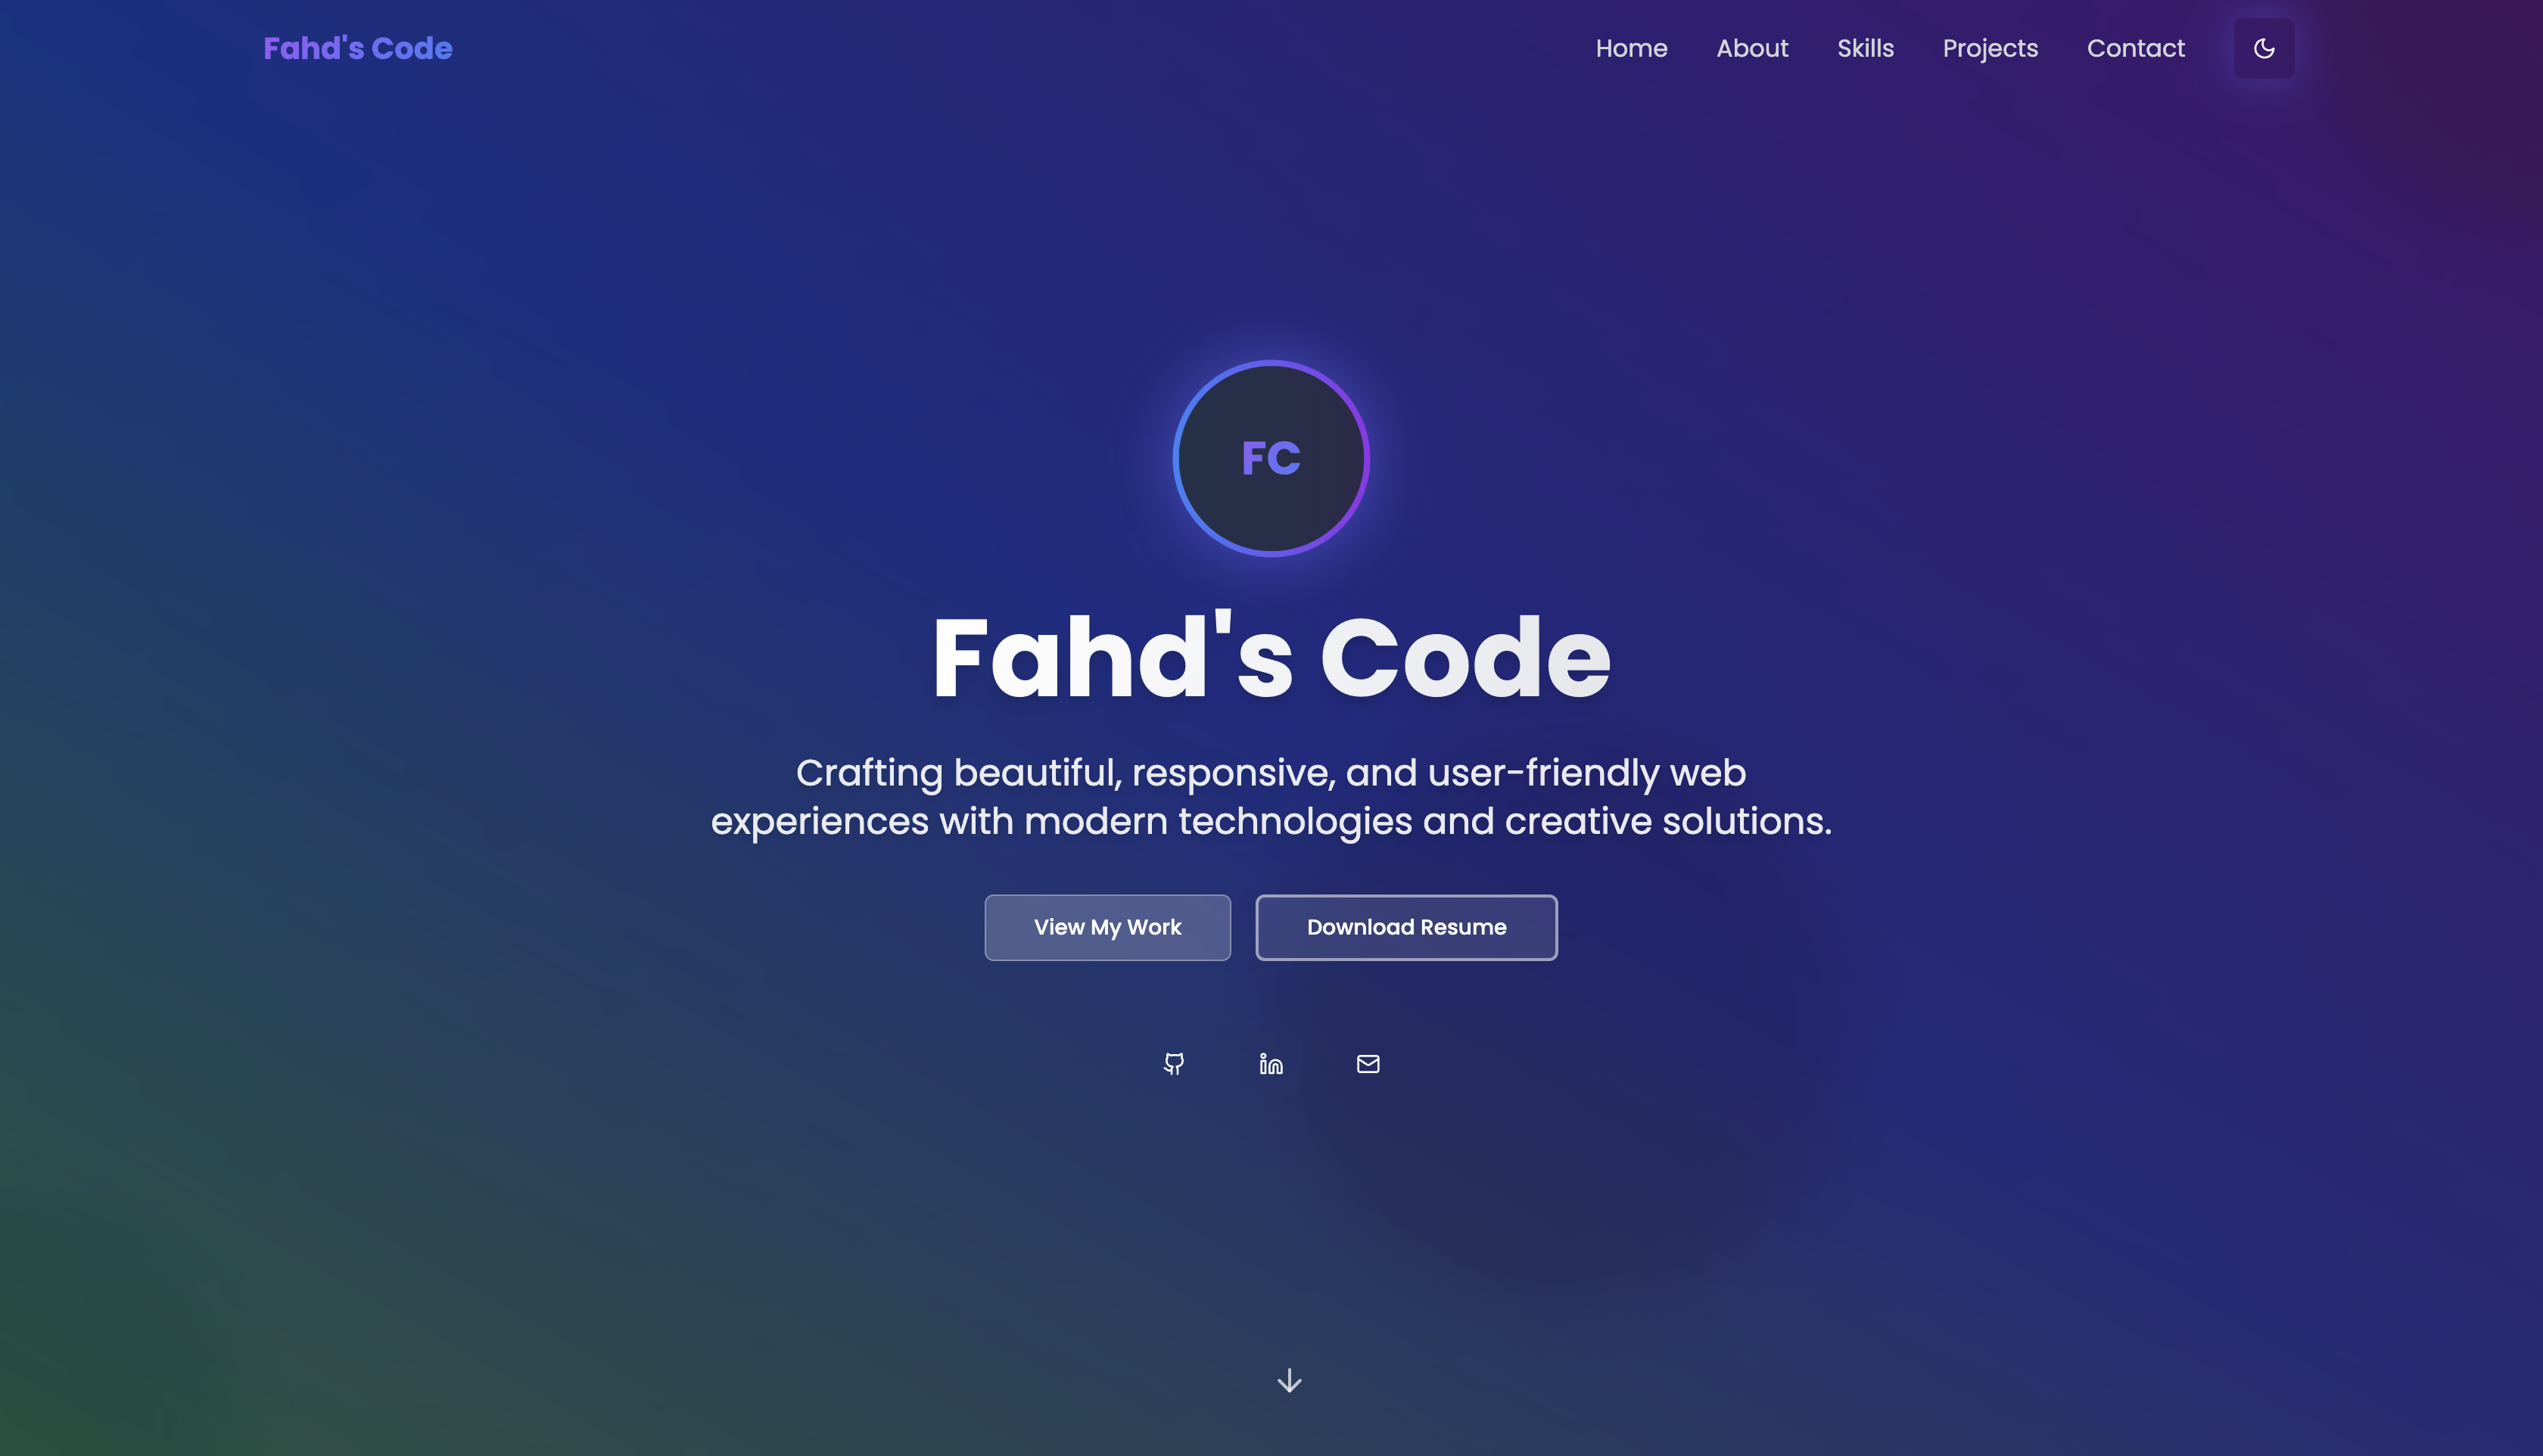 Fahd's Code
Home About Skills Projects Contact
FC
Fahd's Code
Crafting beautiful, responsive, and user-friendly web
experiences with modern technologies and creative solutions.
View My Work Download Resume